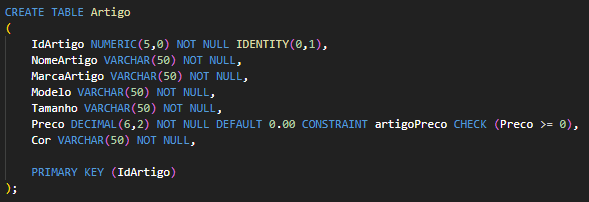 CREATE TABLE Artigo
(
IdArtigo NUMERIC(5,0) NOT NULL IDENTITY(0,1),
NomeArtigo VARCHAR(50) NOT NULL,
MarcaArtigo VARCHAR(50) NOT NULL,
Modelo VARCHAR(50) NOT NULL,
Tamanho VARCHAR(50) NOT NULL,
Preco DECIMAL(6,2) NOT NULL DEFAULT 0.00 CONSTRAINT artigoPreco CHECK (Preco >= 0),
Cor VARCHAR(50) NOT NULL,
PRIMARY KEY (IdArtigo)
);